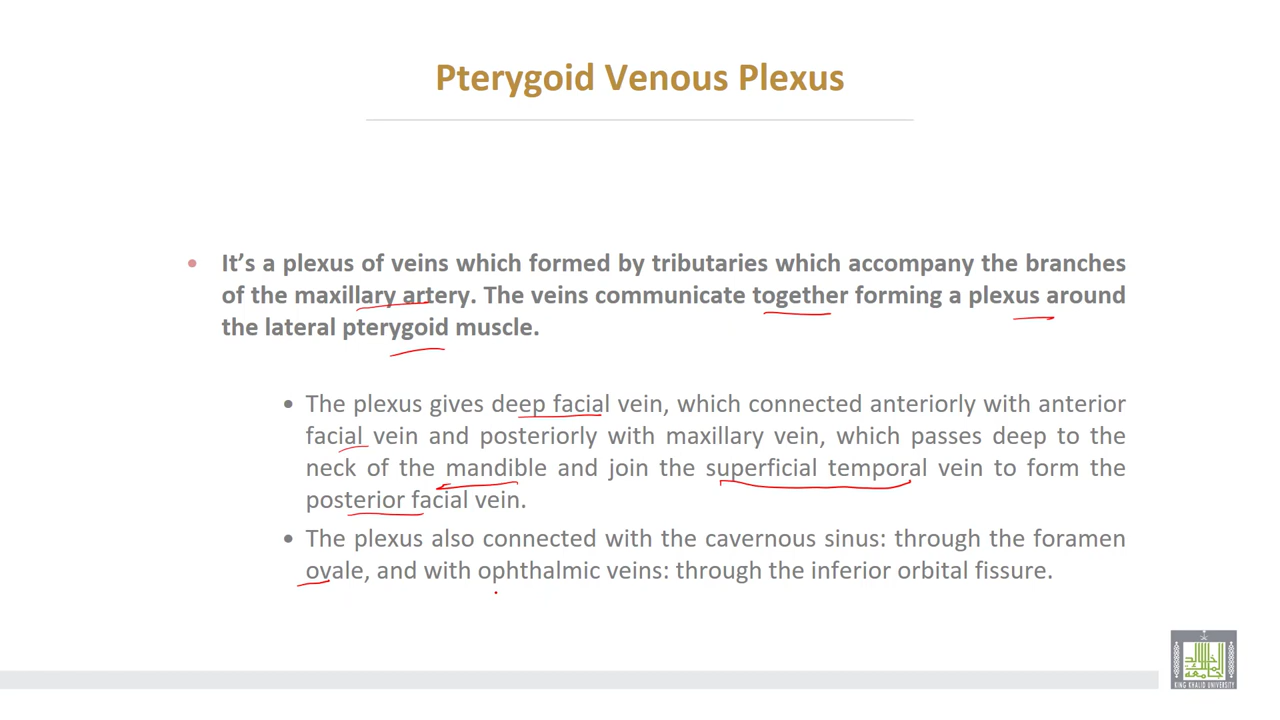 Pterygoid Venous Plexus
• It’s a plexus of veins which formed by tributaries which accompany the branches
of the maxillary artery. The veins communicate together forming a plexus around
the lateral pterygoid muscle.
• The plexus gives deep facial vein, which connected anteriorly with anterior
facial vein and posteriorly with maxillary vein, which passes deep to the
neck of the mandible and join the superficial temporal vein to form the
posterior facial vein.
• The plexus also connected with the cavernous sinus: through the foramen
ovale, and with ophthalmic veins: through the inferior orbital fissure.
KING KHALID UNIVERSITY